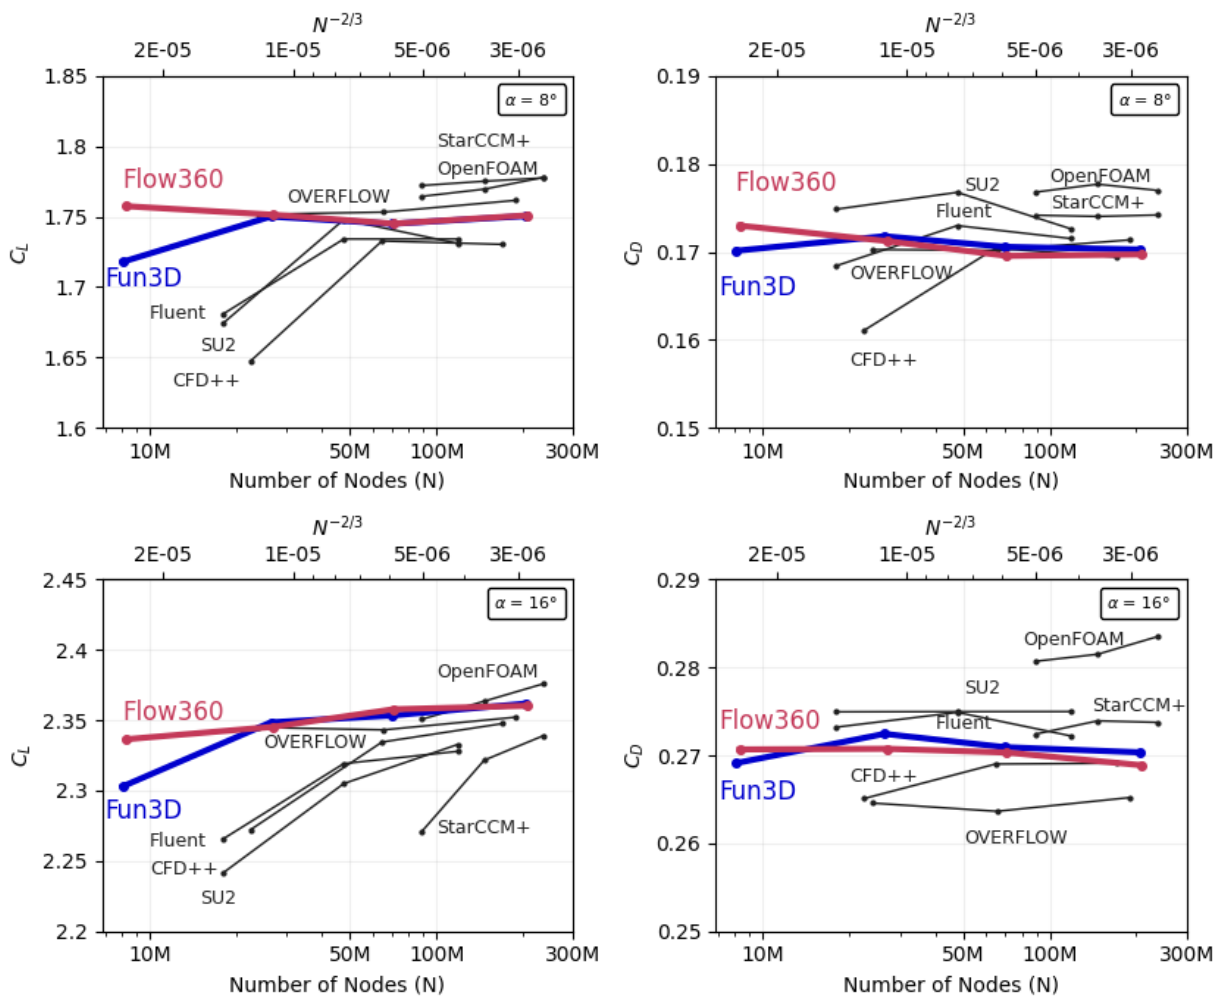 N^{-2/3}
2E-05 1E-05 5E-06 3E-06
1.85
α = 8°
StarCCM+
1.8
OpenFOAM
Flow360
OVERFLOW
1.75
C_L
Fun3D
1.7
Fluent
SU2
1.65
CFD++
1.6
10M 50M 100M 300M
Number of Nodes (N)
N^{-2/3}
2E-05 1E-05 5E-06 3E-06
0.19
α = 8°
0.18
Flow360
SU2
OpenFOAM
Fluent
StarCCM+
0.17
C_D
OVERFLOW
Fun3D
0.16
CFD++
0.15
10M 50M 100M 300M
Number of Nodes (N)
N^{-2/3}
2E-05 1E-05 5E-06 3E-06
2.45
α = 16°
2.4
OpenFOAM
Flow360
2.35
OVERFLOW
C_L
2.3
Fun3D
Fluent
StarCCM+
2.25
CFD++
SU2
2.2
10M 50M 100M 300M
Number of Nodes (N)
N^{-2/3}
2E-05 1E-05 5E-06 3E-06
0.29
α = 16°
OpenFOAM
0.28
SU2
StarCCM+
Flow360
Fluent
0.27
C_D
CFD++
Fun3D
0.26
OVERFLOW
0.25
10M 50M 100M 300M
Number of Nodes (N)